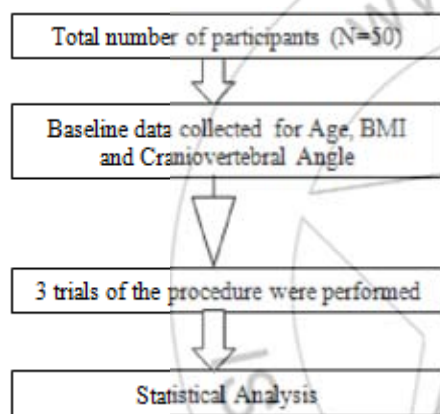 Total number of participants (N=50)
Baseline data collected for Age, BMI
and Craniovertebral Angle
3 trials of the procedure were performed
Statistical Analysis